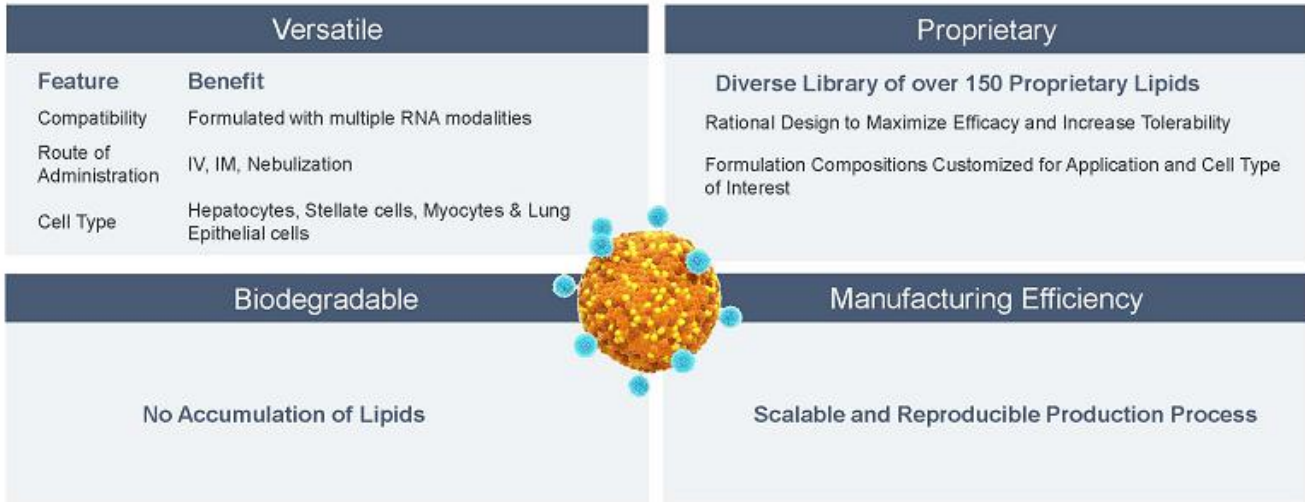 Versatile
Feature Benefit
Compatibility Formulated with multiple RNA modalities
Route of
Administration IV, IM, Nebulization
Cell Type Hepatocytes, Stellate cells, Myocytes & Lung
Epithelial cells
Proprietary
Diverse Library of over 150 Proprietary Lipids
Rational Design to Maximize Efficacy and Increase Tolerability
Formulation Compositions Customized for Application and Cell Type
of Interest
Biodegradable
No Accumulation of Lipids
Manufacturing Efficiency
Scalable and Reproducible Production Process